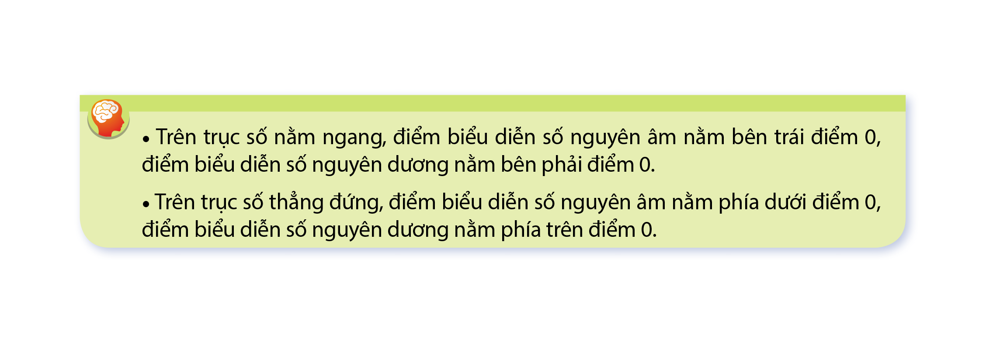 • Trên trục số nằm ngang, điểm biểu diễn số nguyên âm nằm bên trái điểm 0,
điểm biểu diễn số nguyên dương nằm bên phải điểm 0.
• Trên trục số thẳng đứng, điểm biểu diễn số nguyên âm nằm phía dưới điểm 0,
điểm biểu diễn số nguyên dương nằm phía trên điểm 0.